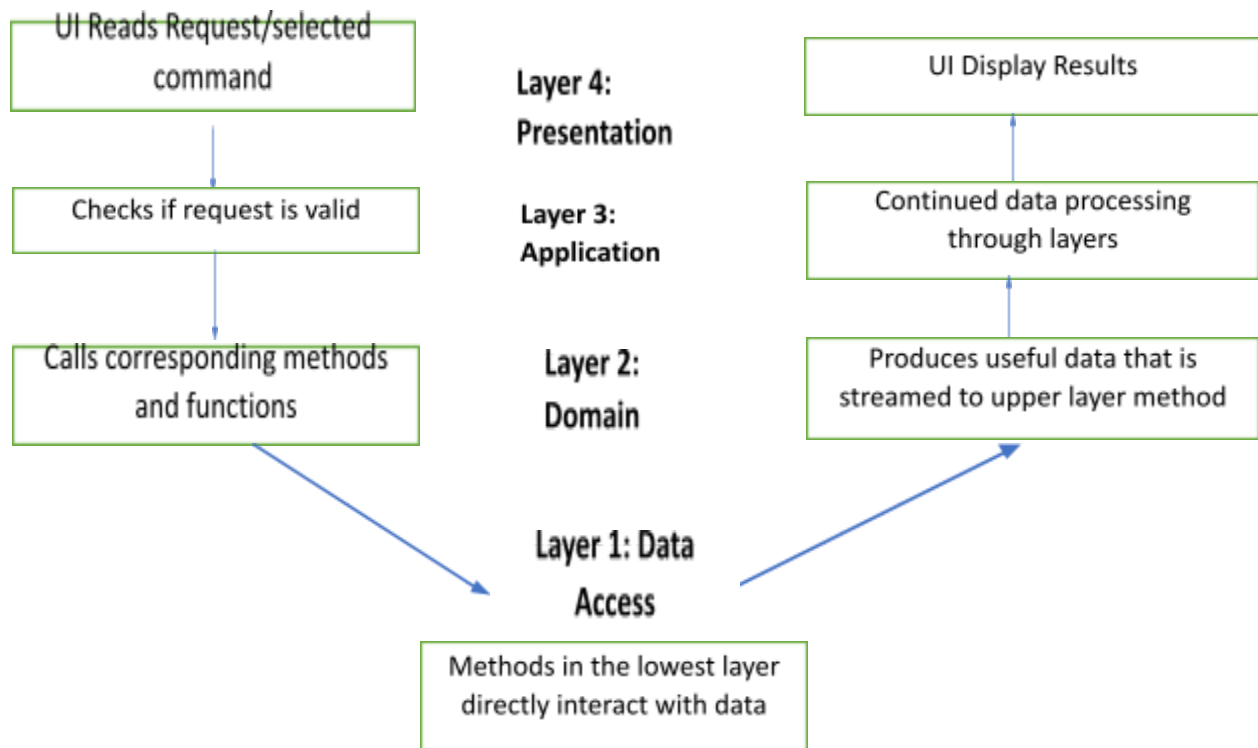 UI Reads Request/selected
command
Layer 4:
Presentation
UI Display Results
Checks if request is valid
Layer 3:
Application
Continued data processing
through layers
Calls corresponding methods
and functions
Layer 2:
Domain
Produces useful data that is
streamed to upper layer method
Layer 1: Data
Access
Methods in the lowest layer
directly interact with data